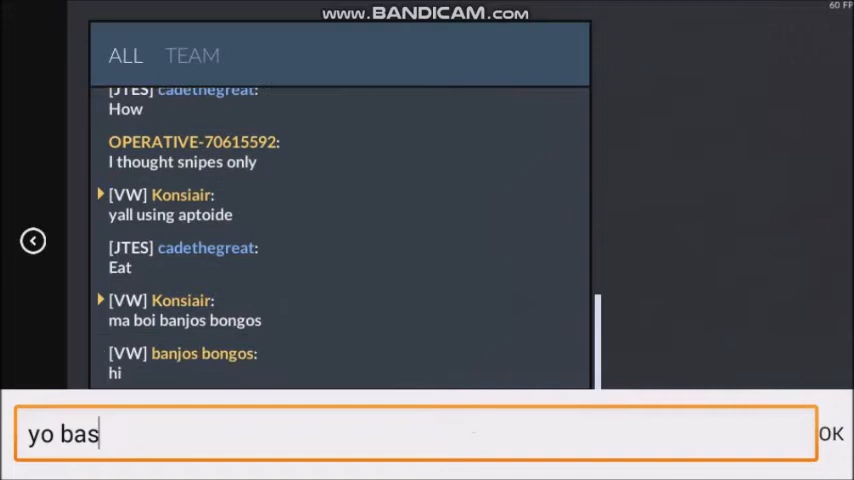 www.BANDICAM.com
60 FP
ALL TEAM
[JTES] cadethegreat:
How
OPERATIVE-70615592:
I thought snipes only
[VW] Konsiair:
yall using aptoide
[JTES] cadethegreat:
Eat
[VW] Konsiair:
ma boi banjos bongos
[VW] banjos bongos:
hi
yo bas
OK